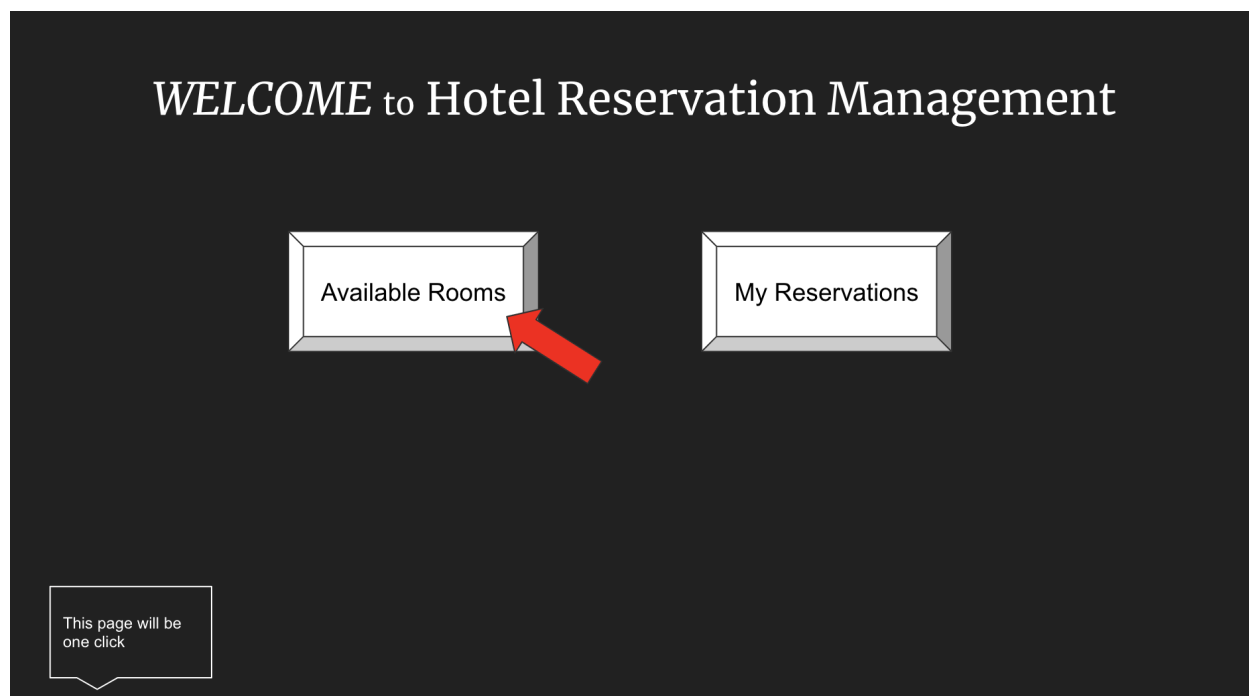 WELCOME to Hotel Reservation Management
Available Rooms
My Reservations
This page will be
one click